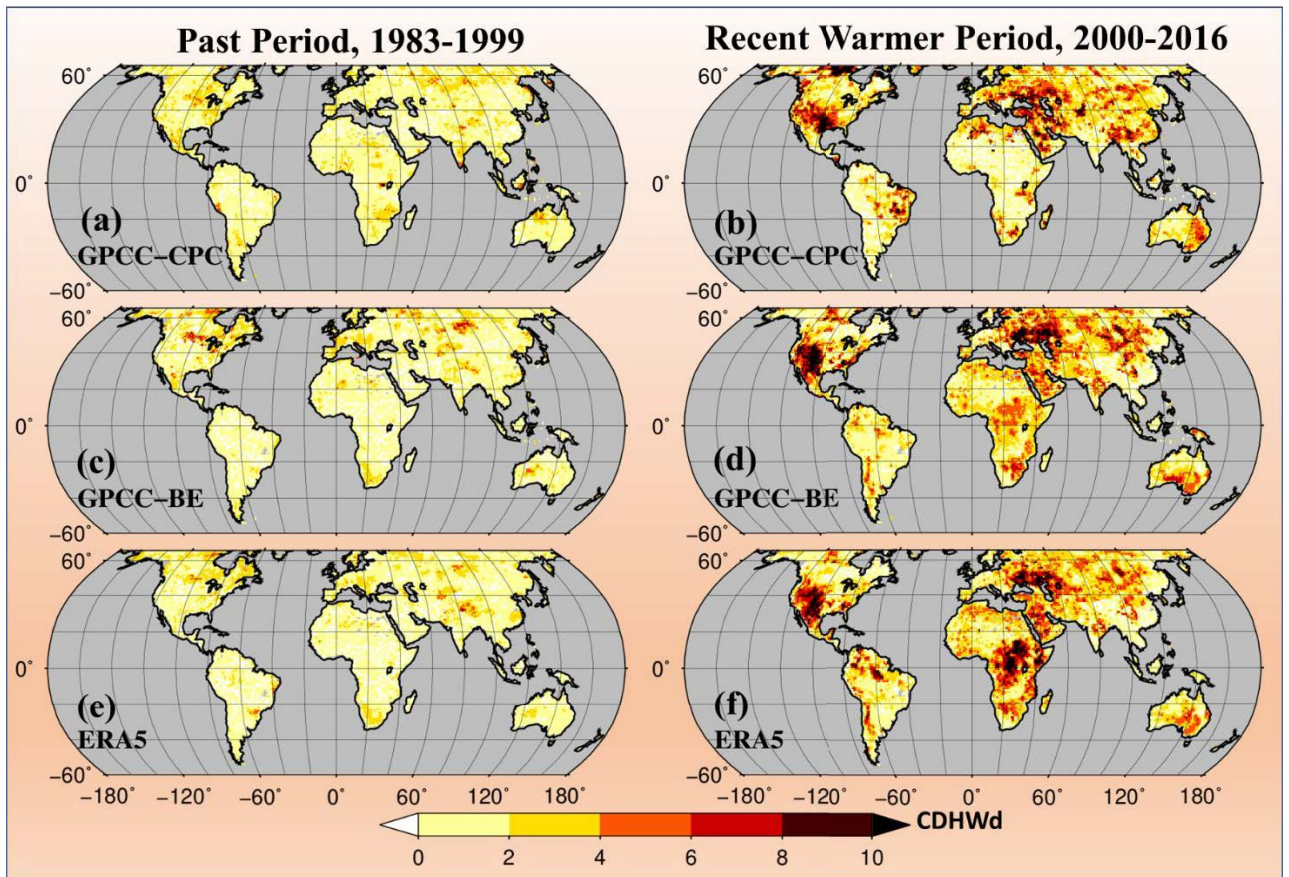 Past Period, 1983-1999
Recent Warmer Period, 2000-2016
60°
0°
−60°
(a)
GPCC−CPC
60°
0°
−60°
(b)
GPCC−CPC
60°
0°
−60°
(c)
GPCC−BE
60°
0°
−60°
(d)
GPCC−BE
60°
0°
−60°
(e)
ERA5
60°
0°
−60°
(f)
ERA5
−180° −120° −60° 0° 60° 120° 180°
−180° −120° −60° 0° 60° 120° 180°
CDHWd
0 2 4 6 8 10